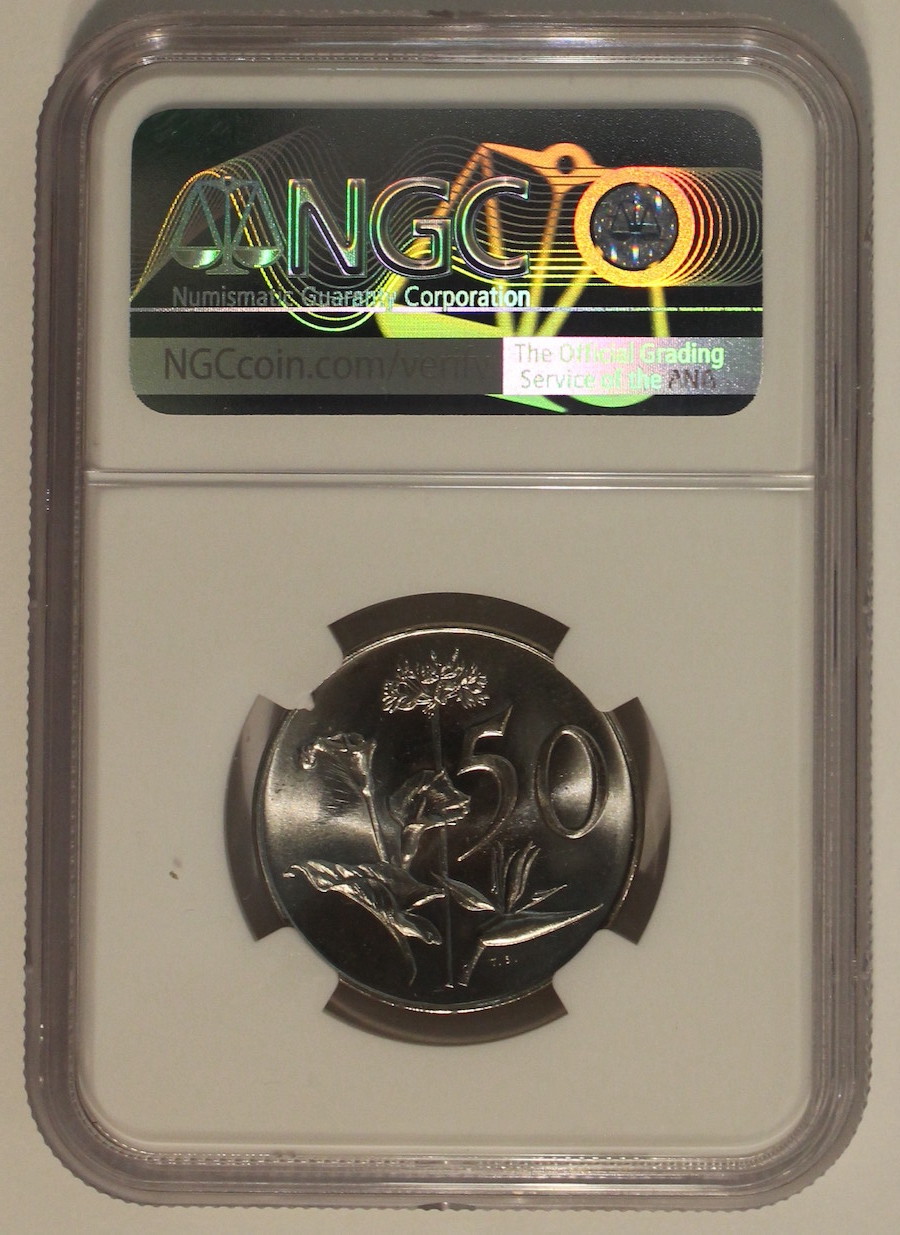 NGC
Numismatic Guaranty Corporation
NGCcoin.com/verify
The Official Grading
Service of the ANA
50
T.S.